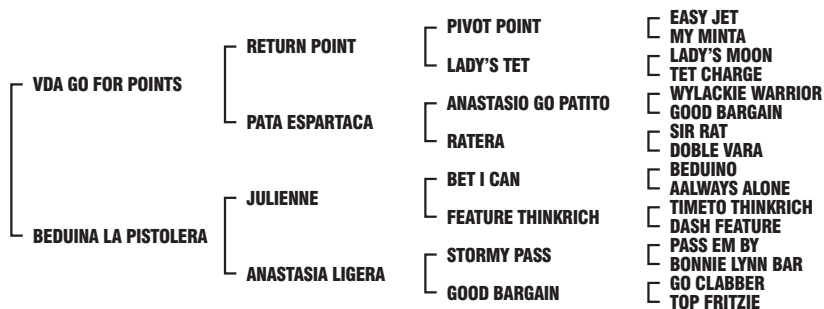 VDA GO FOR POINTS
BEDUINA LA PISTOLERA
RETURN POINT
PATA ESPARTACA
JULIENNE
ANASTASIA LIGERA
PIVOT POINT
LADY'S TET
ANASTASIO GO PATITO
RATERA
BET I CAN
FEATURE THINKRICH
STORMY PASS
GOOD BARGAIN
EASY JET
MY MINTA
LADY'S MOON
TET CHARGE
WYLACKIE WARRIOR
GOOD BARGAIN
SIR RAT
DOBLE VARA
BEDUINO
AALWAYS ALONE
TIMETO THINKRICH
DASH FEATURE
PASS EM BY
BONNIE LYNN BAR
GO CLABBER
TOP FRITZIE